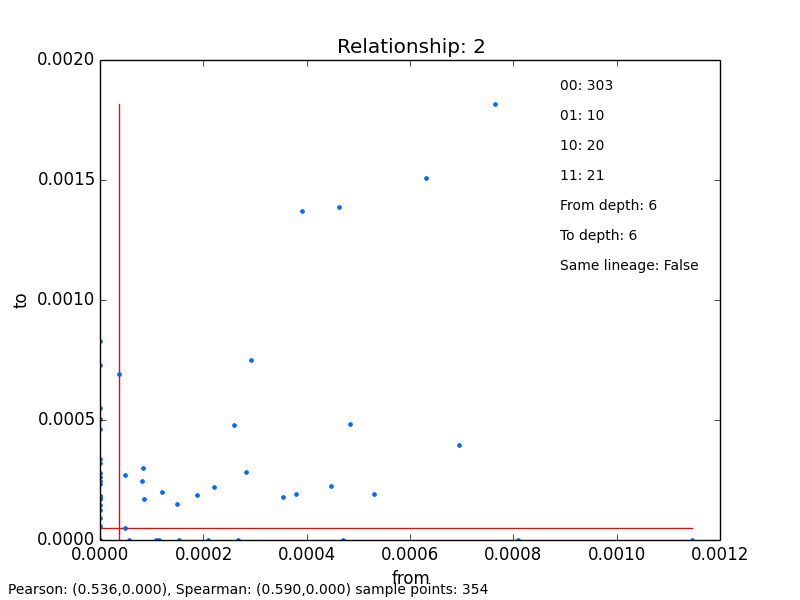 Relationship: 2
0.0020
0.0015
0.0010
0.0005
0.0000
to
00: 303
01: 10
10: 20
11: 21
From depth: 6
To depth: 6
Same lineage: False
0.0000 0.0002 0.0004 0.0006 0.0008 0.0010 0.0012
from
Pearson: (0.536,0.000), Spearman: (0.590,0.000) sample points: 354